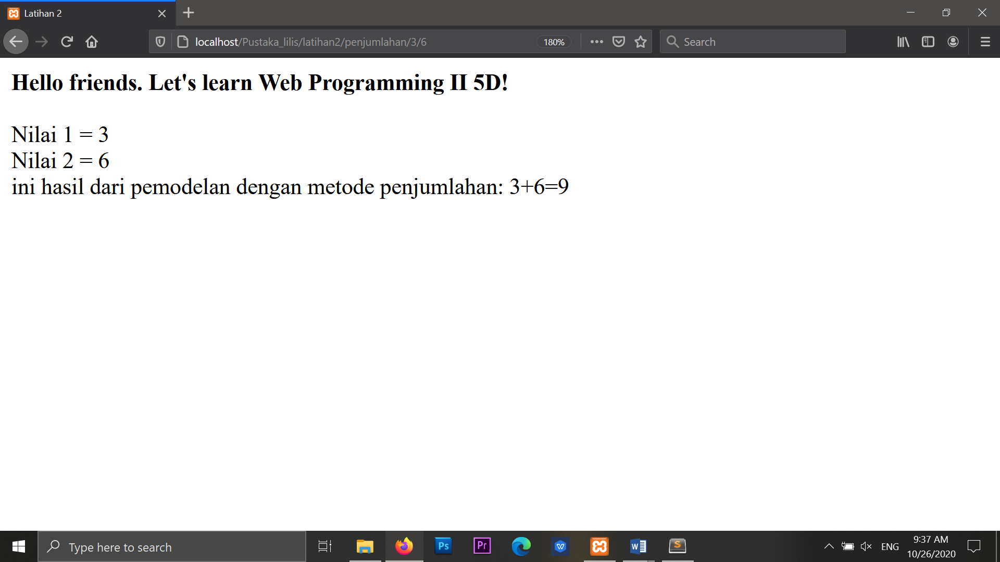 Latihan 2
localhost/Pustaka_lilis/latihan2/penjumlahan/3/6
180%
Search
Hello friends. Let's learn Web Programming II 5D!
Nilai 1 = 3
Nilai 2 = 6
ini hasil dari pemodelan dengan metode penjumlahan: 3+6=9
Type here to search
Ps
Pr
W
S
ENG
9:37 AM
10/26/2020